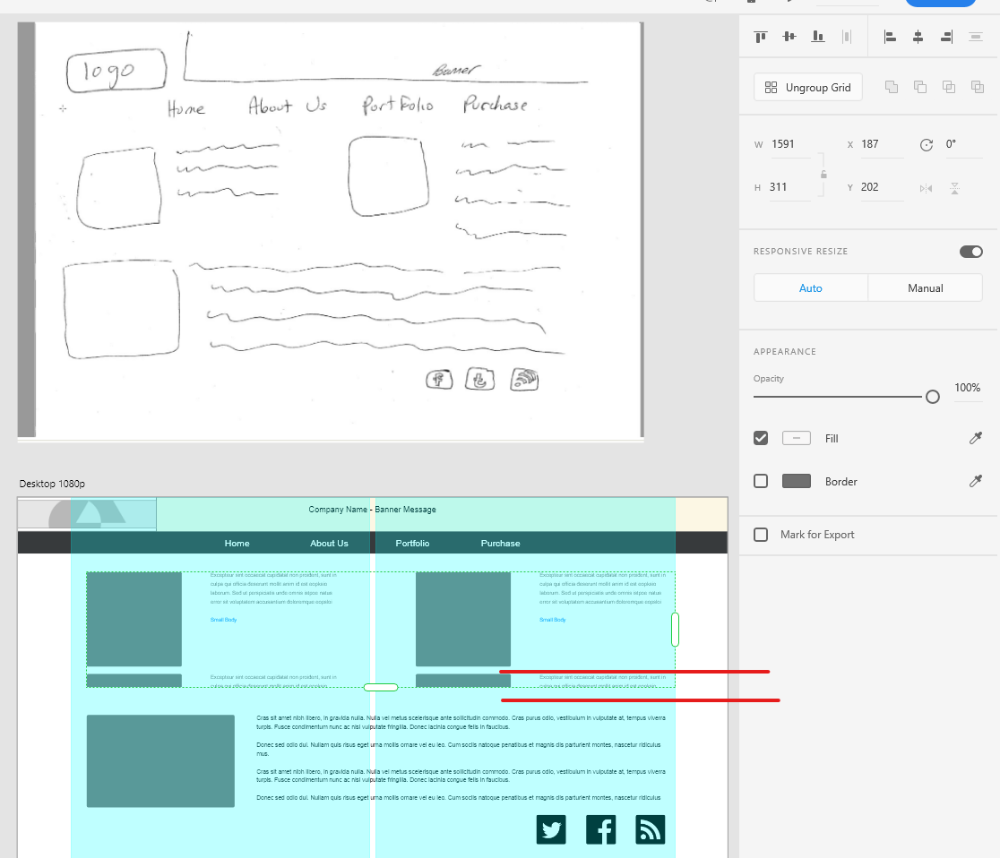 logo
Banner
Home About Us Portfolio Purchase
Ungroup Grid
W 1591 X 187 0°
H 311 Y 202
RESPONSIVE RESIZE
Auto Manual
APPEARANCE
Opacity
100%
Fill
Border
Mark for Export
Desktop 1080p
Company Name - Banner Message
Home About Us Portfolio Purchase
Excepteur sint occaecat cupidatat non proident, sunt in
culpa qui officia deserunt mollit anim id est
laborum. Sed ut perspiciatis unde omnis natus
error sit voluptatem accusantium doloremque
Small Body
Excepteur sint occaecat cupidatat non proident, sunt in
culpa qui officia deserunt mollit anim id est
laborum. Sed ut perspiciatis unde omnis natus
error sit voluptatem accusantium doloremque
Small Body
Excepteur sint occaecat cupidatat non proident, sunt in
Excepteur sint occaecat cupidatat non proident, sunt in
Cras sit amet nibh libero, in gravida nulla. Nulla vel metus scelerisque ante sollicitudin commodo. Cras purus odio, vestibulum in vulputate at, tempus viverra
turpis. Fusce condimentum nunc ac nisi vulputate fringilla. Donec lacinia congue felis in faucibus.
Donec sed odio dui. Nullam quis risus eget urna mollis ornare vel eu leo. Cum sociis natoque penatibus et magnis dis parturient montes, nascetur ridiculus
mus.
Cras sit amet nibh libero, in gravida nulla. Nulla vel metus scelerisque ante sollicitudin commodo. Cras purus odio, vestibulum in vulputate at, tempus viverra
turpis. Fusce condimentum nunc ac nisi vulputate fringilla. Donec lacinia congue felis in faucibus.
Donec sed odio dui. Nullam quis risus eget urna mollis ornare vel eu leo. Cum sociis natoque penatibus et magnis dis parturient montes, nascetur ridiculus